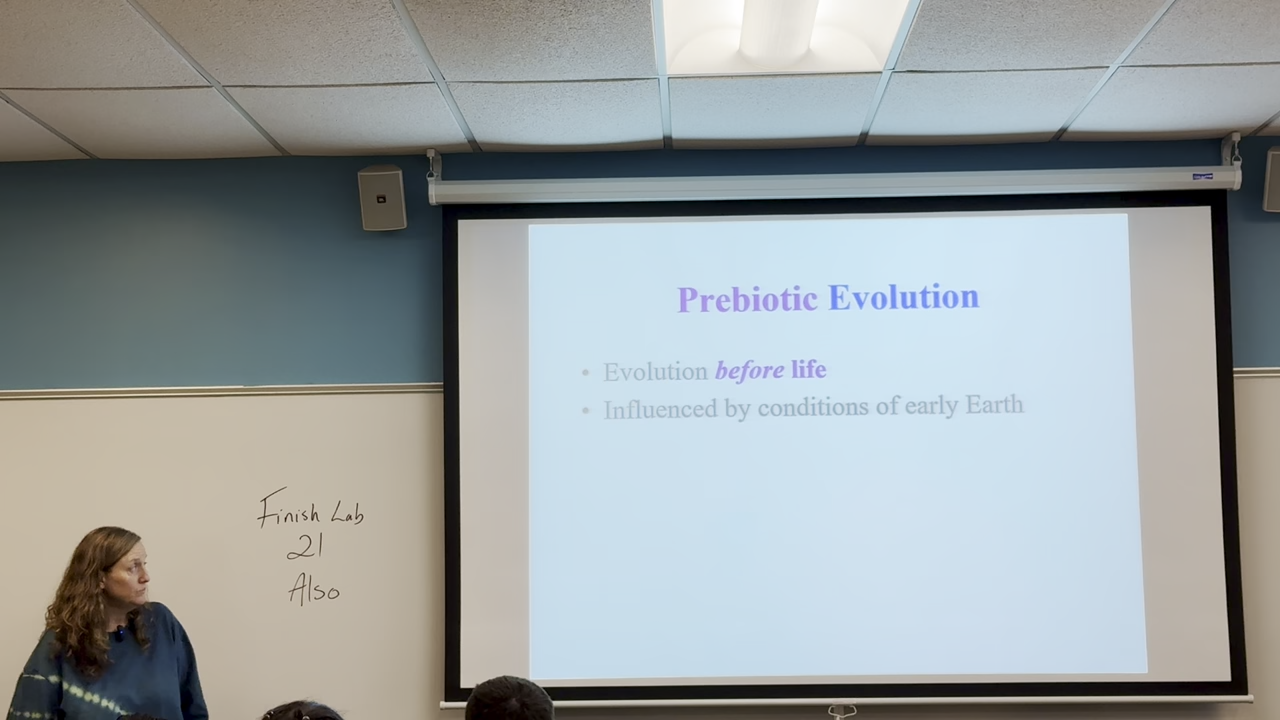 Prebiotic Evolution
• Evolution before life
• Influenced by conditions of early Earth
Finish Lab
21
Also